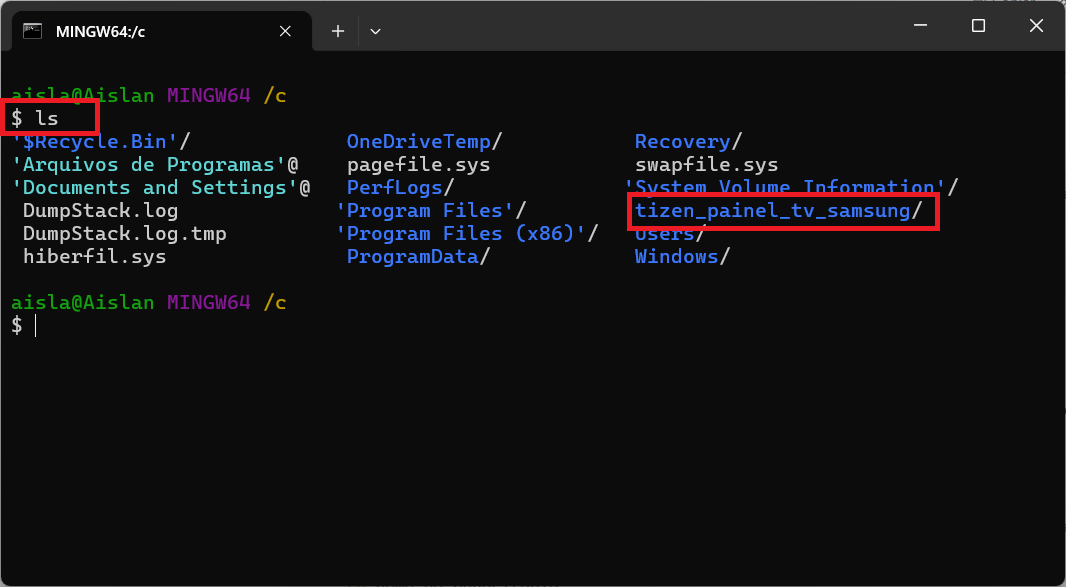 MINGW64:/c
aisla@Aislan MINGW64 /c
$ ls
'$Recycle.Bin'/ OneDriveTemp/ Recovery/
'Arquivos de Programas'@ pagefile.sys swapfile.sys
'Documents and Settings'@ PerfLogs/ 'System Volume Information'/
DumpStack.log 'Program Files'/ tizen_painel_tv_samsung/
DumpStack.log.tmp 'Program Files (x86)'/ Users/
hiberfil.sys ProgramData/ Windows/
aisla@Aislan MINGW64 /c
$